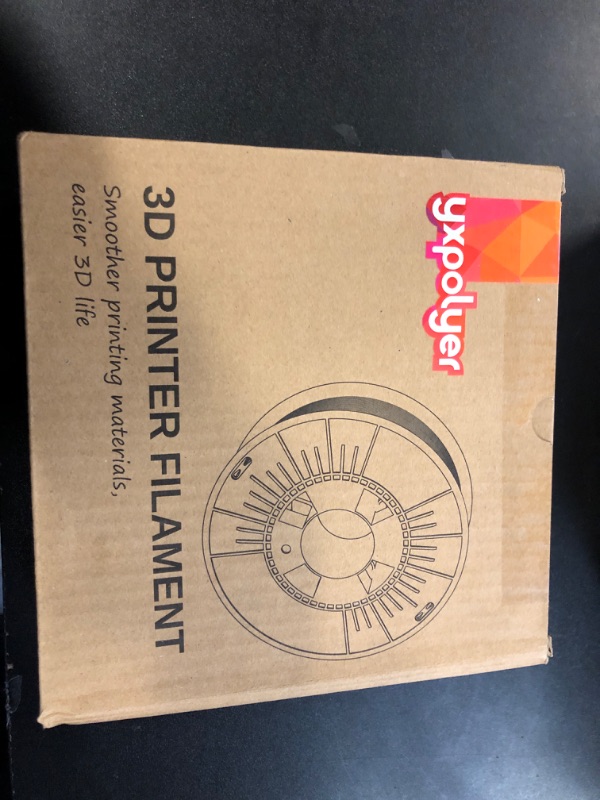 yxpolyer
3D PRINTER FILAMENT
Smoother printing materials,
easier 3D life